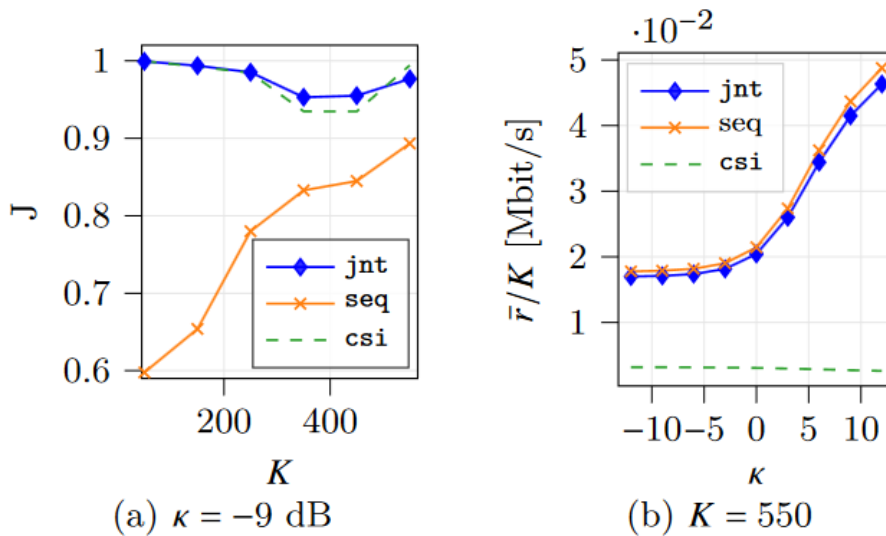 1
0.9
0.8
0.7
0.6
J
200
400
K
jnt
seq
csi
(a) κ = −9 dB
·10−2
5
4
3
2
1
r̄/K [Mbit/s]
−10
−5
0
5
10
κ
jnt
seq
csi
(b) K = 550